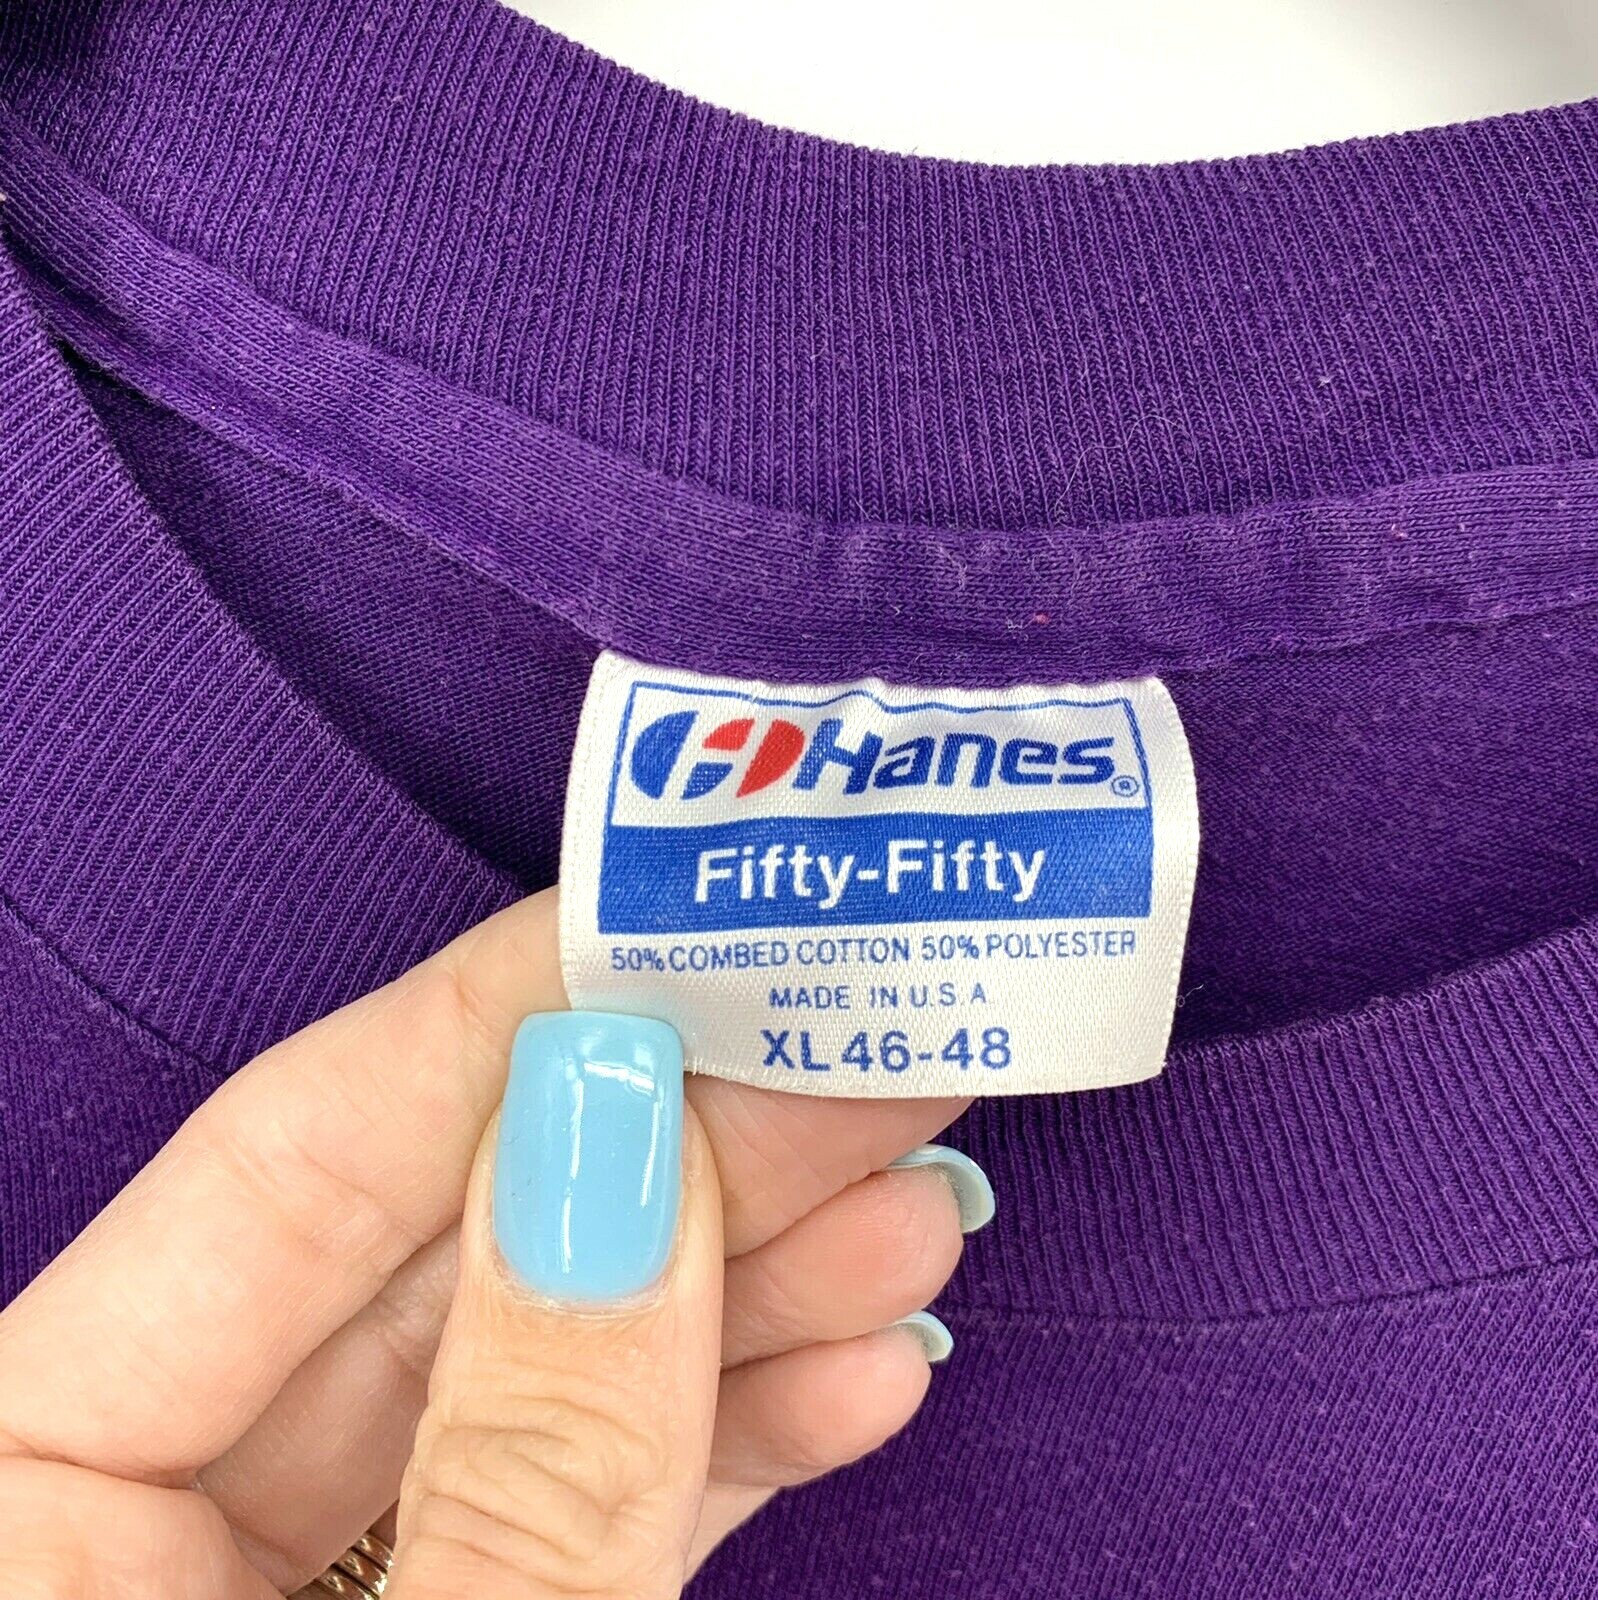 Hanes®
Fifty-Fifty
50% COMBED COTTON 50% POLYESTER
MADE IN U.S.A
XL 46-48